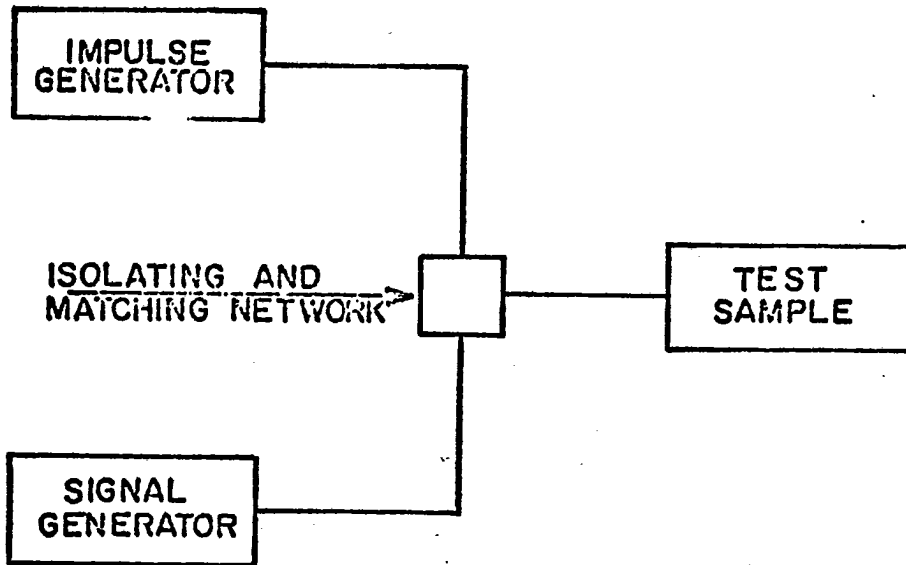 IMPULSE
GENERATOR
ISOLATING AND
MATCHING NETWORK
TEST
SAMPLE
SIGNAL
GENERATOR